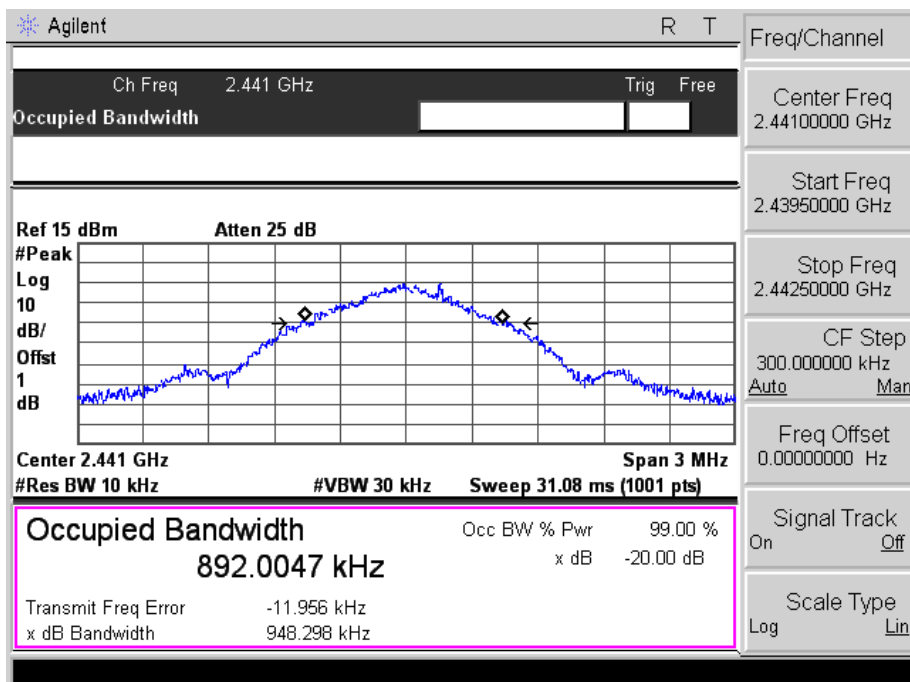 Agilent R T
Ch Freq 2.441 GHz Trig Free
Occupied Bandwidth
Ref 15 dBm Atten 25 dB
#Peak
Log
10
dB/
Offst
1
dB
Center 2.441 GHz Span 3 MHz
#Res BW 10 kHz #VBW 30 kHz Sweep 31.08 ms (1001 pts)
Occupied Bandwidth
892.0047 kHz
Occ BW % Pwr 99.00 %
x dB -20.00 dB
Transmit Freq Error -11.956 kHz
x dB Bandwidth 948.298 kHz
Freq/Channel
Center Freq
2.44100000 GHz
Start Freq
2.43950000 GHz
Stop Freq
2.44250000 GHz
CF Step
300.000000 kHz
Auto Man
Freq Offset
0.00000000 Hz
Signal Track
On Off
Scale Type
Log Lin